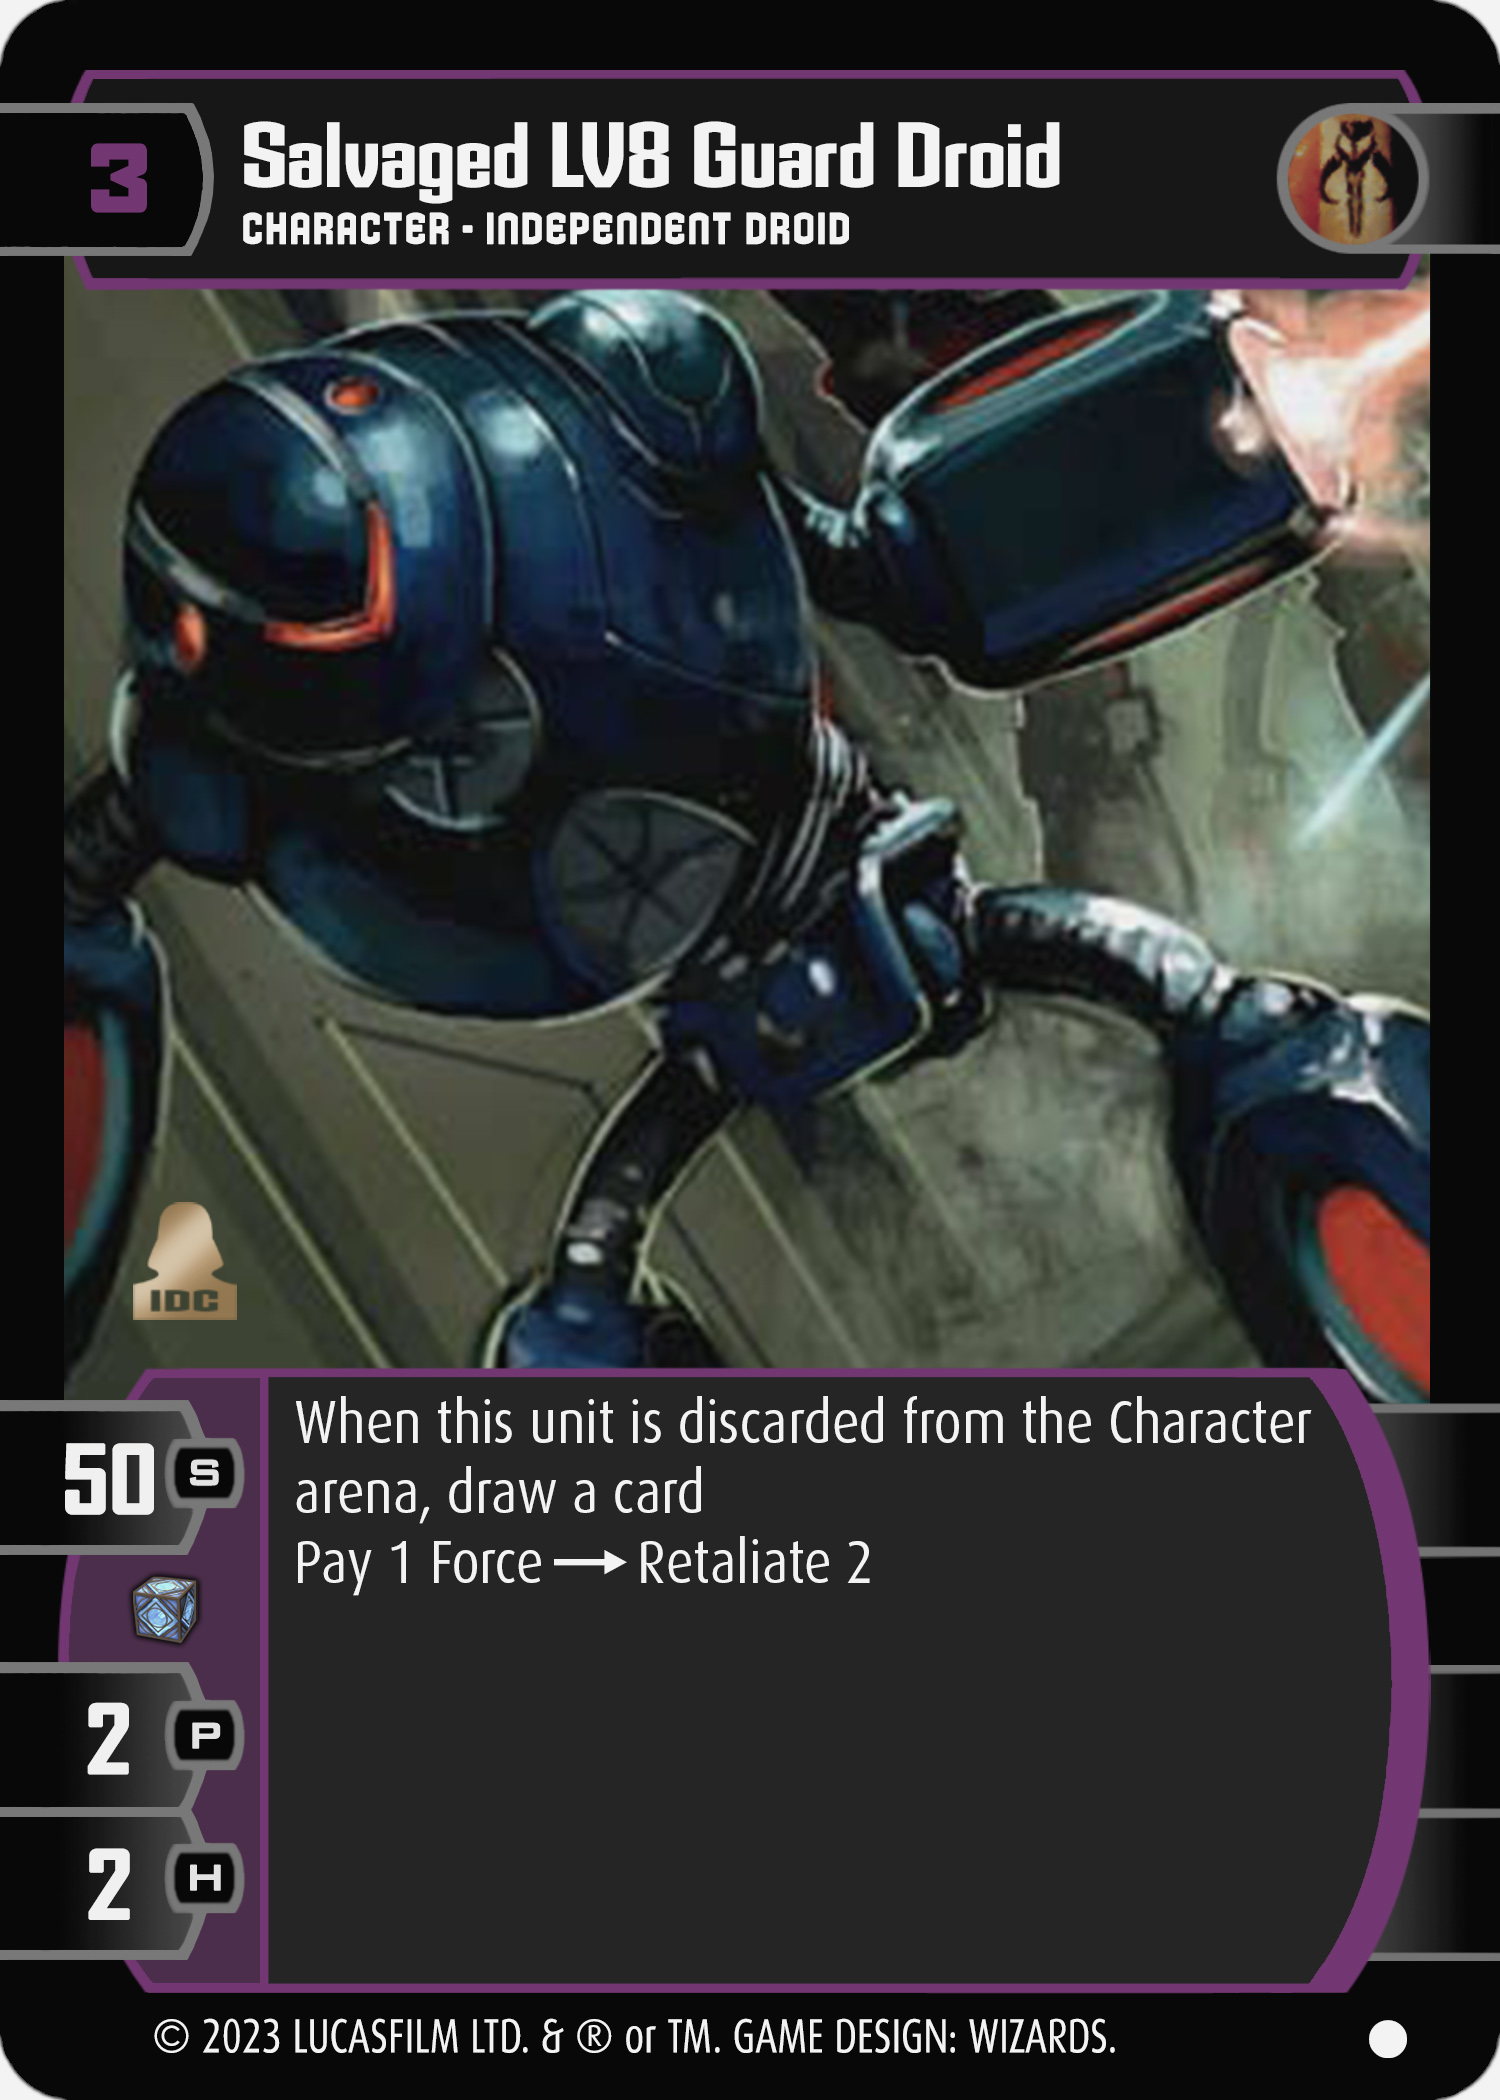 3
Salvaged LV8 Guard Droid
CHARACTER - INDEPENDENT DROID
IDC
50 S
When this unit is discarded from the Character
arena, draw a card
Pay 1 Force → Retaliate 2
2 P
2 H
© 2023 LUCASFILM LTD. & ® or TM. GAME DESIGN: WIZARDS.